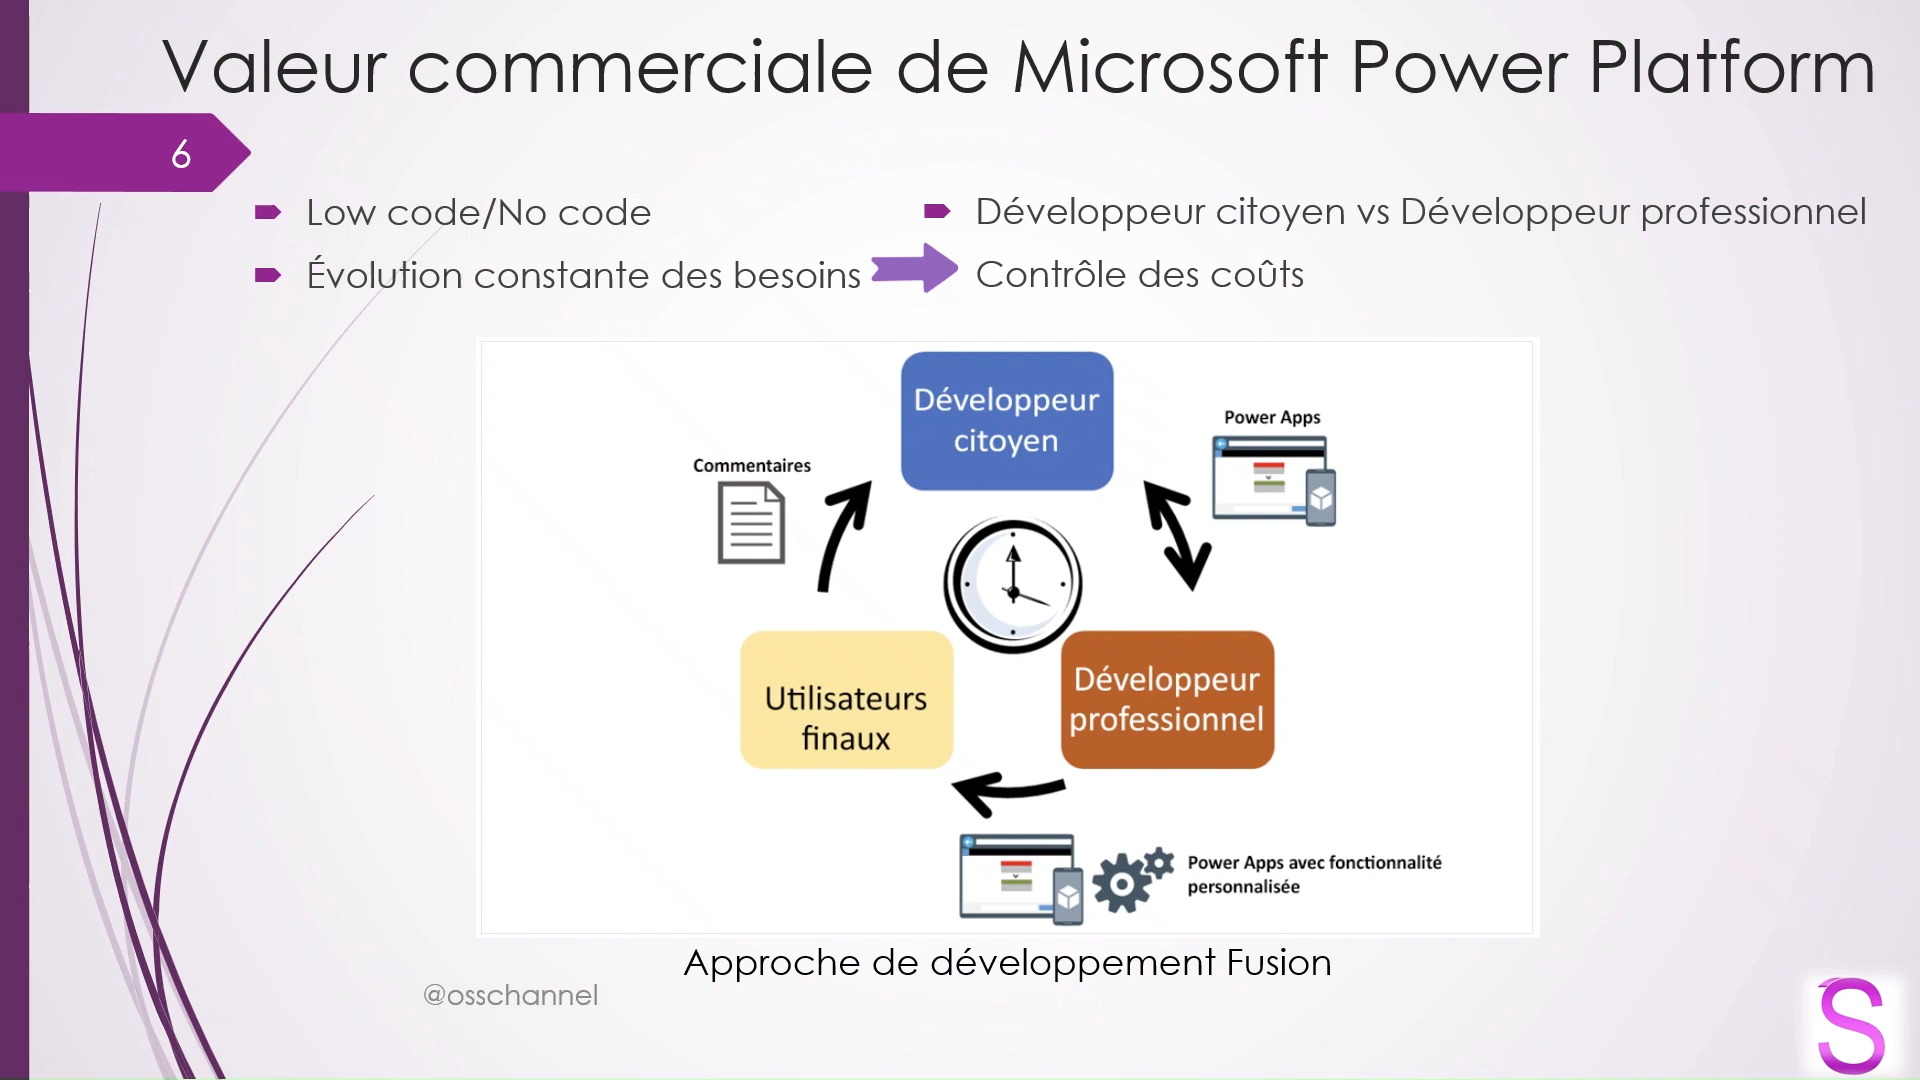 Valeur commerciale de Microsoft Power Platform
6
Low code/No code
Développeur citoyen vs Développeur professionnel
Évolution constante des besoins
Contrôle des coûts
Développeur
citoyen
Power Apps
Commentaires
Utilisateurs
finaux
Développeur
professionnel
Power Apps avec fonctionnalité
personnalisée
Approche de développement Fusion
@osschannel
S